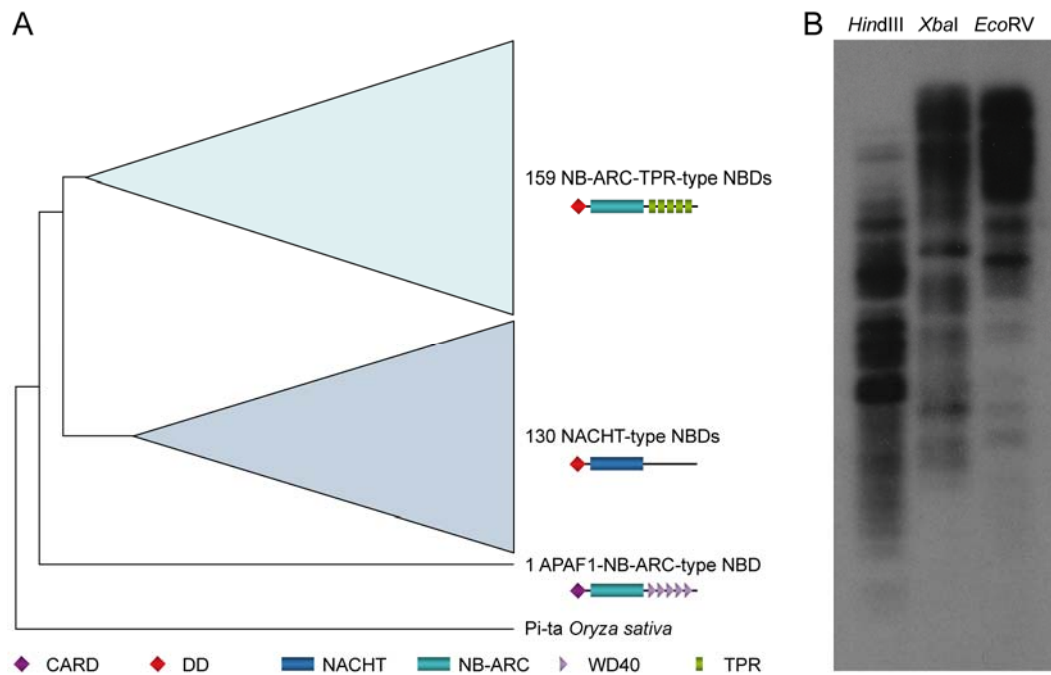 A
159 NB-ARC-TPR-type NBDs
130 NACHT-type NBDs
1 APAF1-NB-ARC-type NBD
Pi-ta Oryza sativa
CARD DD NACHT NB-ARC WD40 TPR
B
HindIII XbaI EcoRV